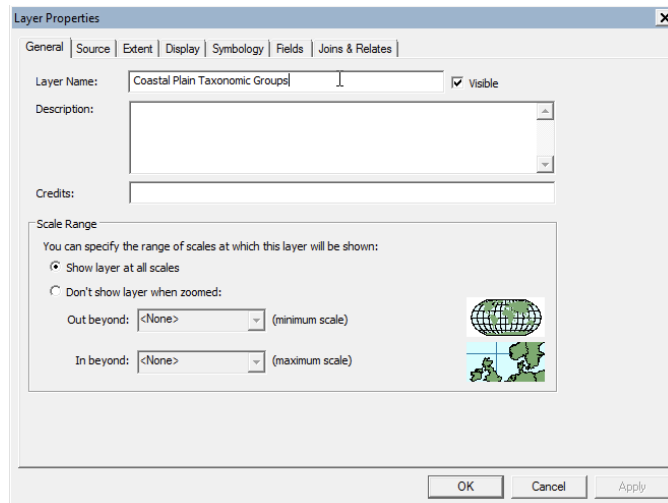 Layer Properties
General Source Extent Display Symbology Fields Joins & Relates
Layer Name: Coastal Plain Taxonomic Groups Visible
Description:
Credits:
Scale Range
You can specify the range of scales at which this layer will be shown:
Show layer at all scales
Don't show layer when zoomed:
Out beyond: <None> (minimum scale)
In beyond: <None> (maximum scale)
OK Cancel Apply